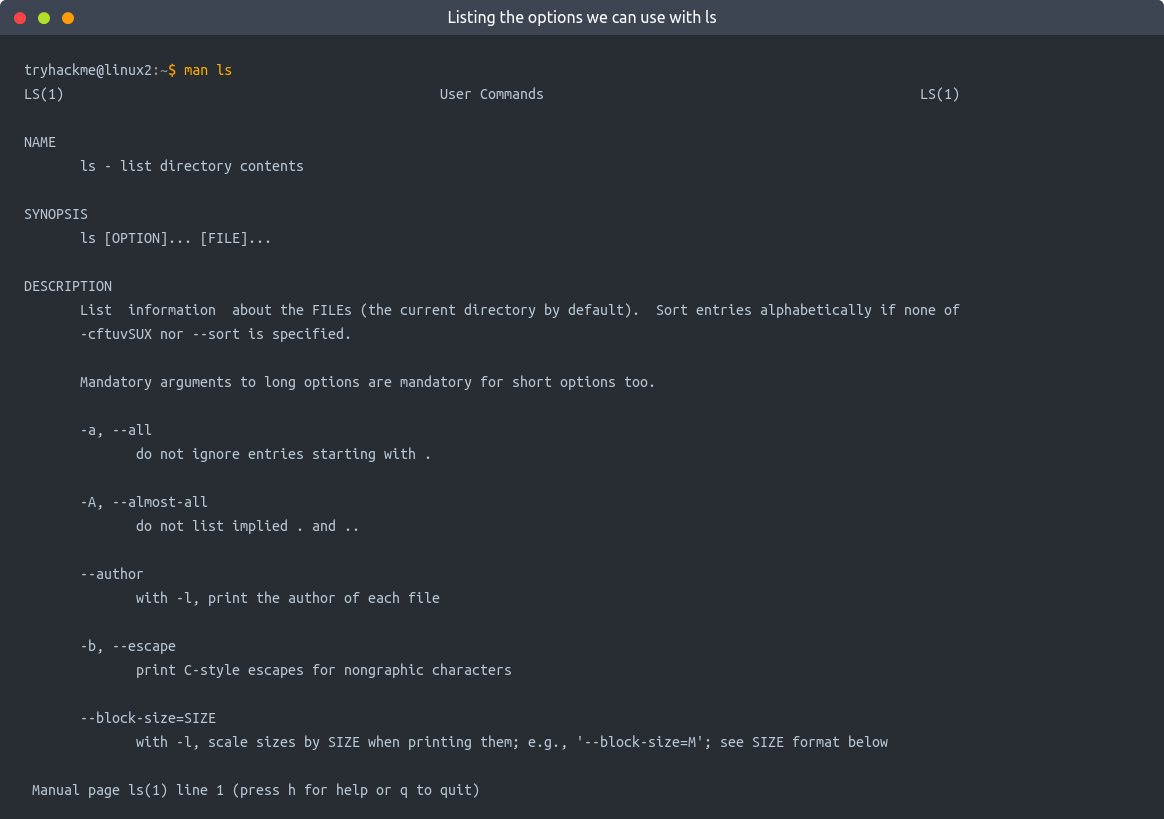 Listing the options we can use with ls
tryhackme@linux2:~$ man ls
LS(1) User Commands LS(1)
NAME
ls - list directory contents
SYNOPSIS
ls [OPTION]... [FILE]...
DESCRIPTION
List  information  about the FILEs (the current directory by default).  Sort entries alphabetically if none of
-cftuvSUX nor --sort is specified.
Mandatory arguments to long options are mandatory for short options too.
-a, --all
do not ignore entries starting with .
-A, --almost-all
do not list implied . and ..
--author
with -l, print the author of each file
-b, --escape
print C-style escapes for nongraphic characters
--block-size=SIZE
with -l, scale sizes by SIZE when printing them; e.g., '--block-size=M'; see SIZE format below
Manual page ls(1) line 1 (press h for help or q to quit)